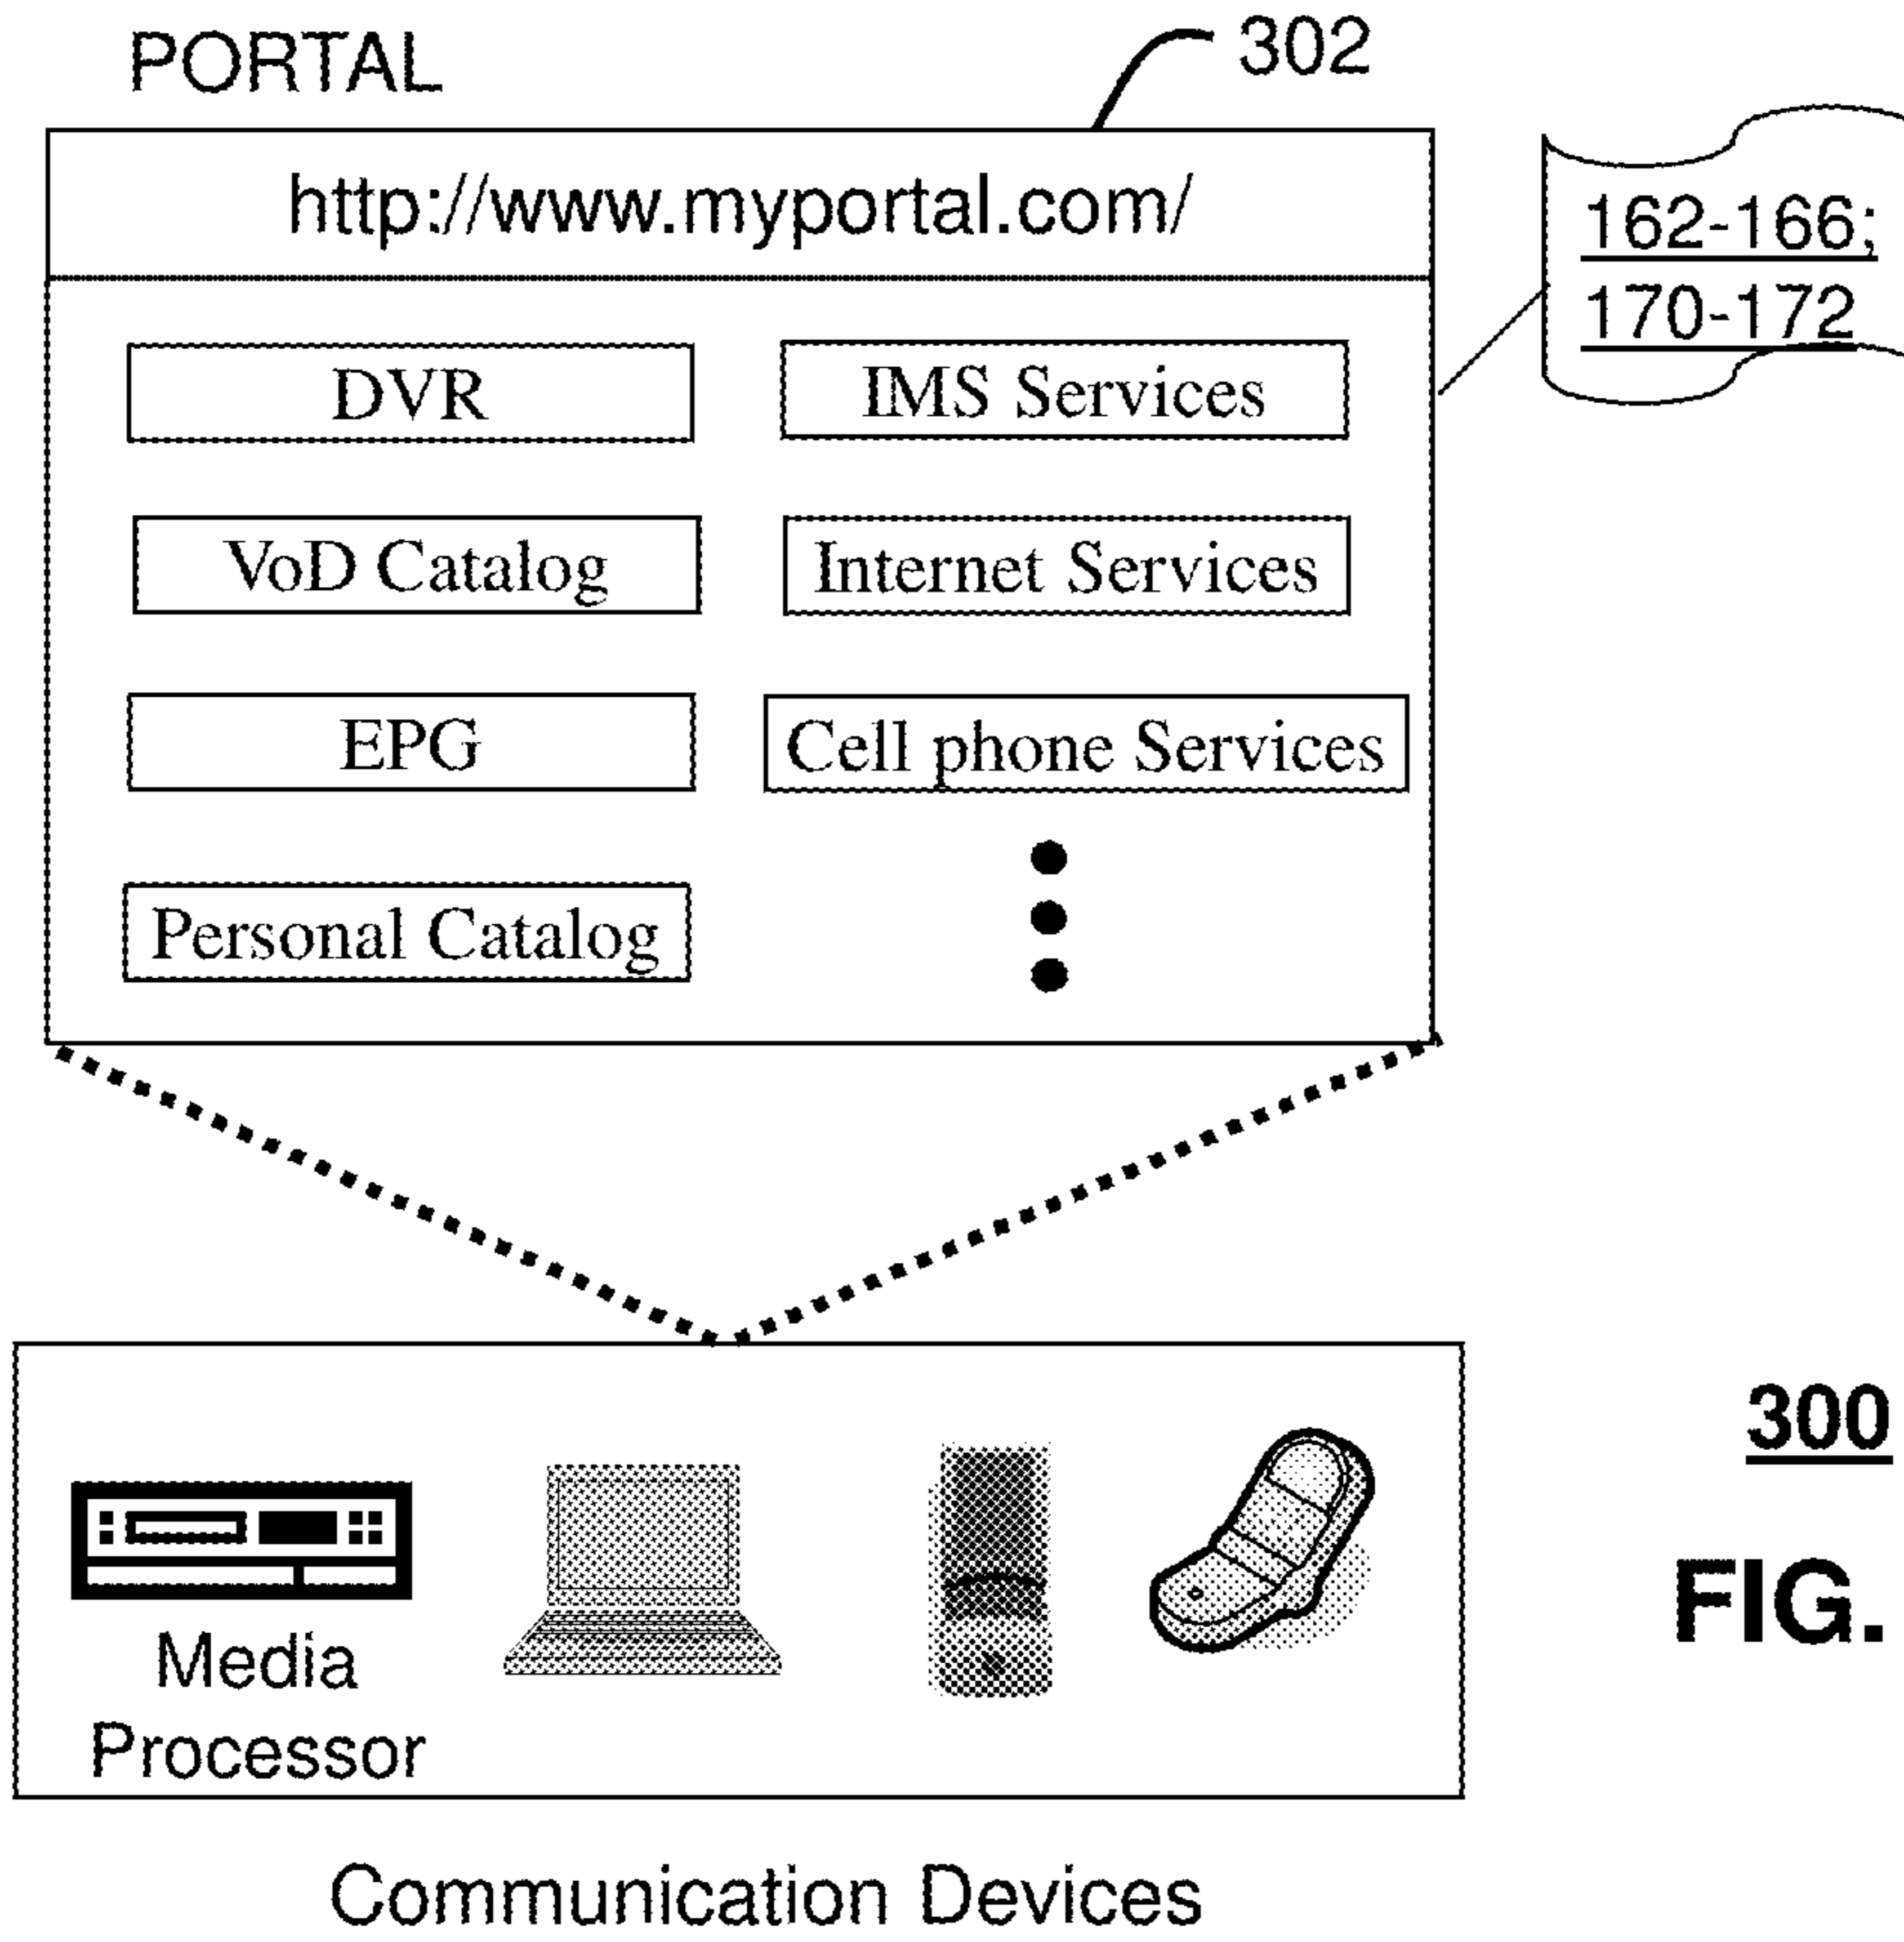 PORTAL
302
http://www.myportal.com/
162-166;
170-172
DVR
IMS Services
VoD Catalog
Internet Services
EPG
Cell phone Services
Personal Catalog
300
FIG.
Media
Processor
Communication Devices